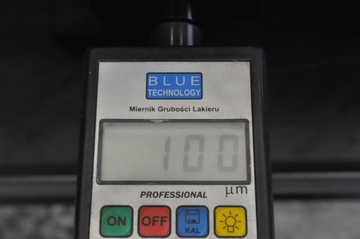 BLUE
TECHNOLOGY
Miernik Grubości Lakieru
100
PROFESSIONAL µm
ON OFF KAL